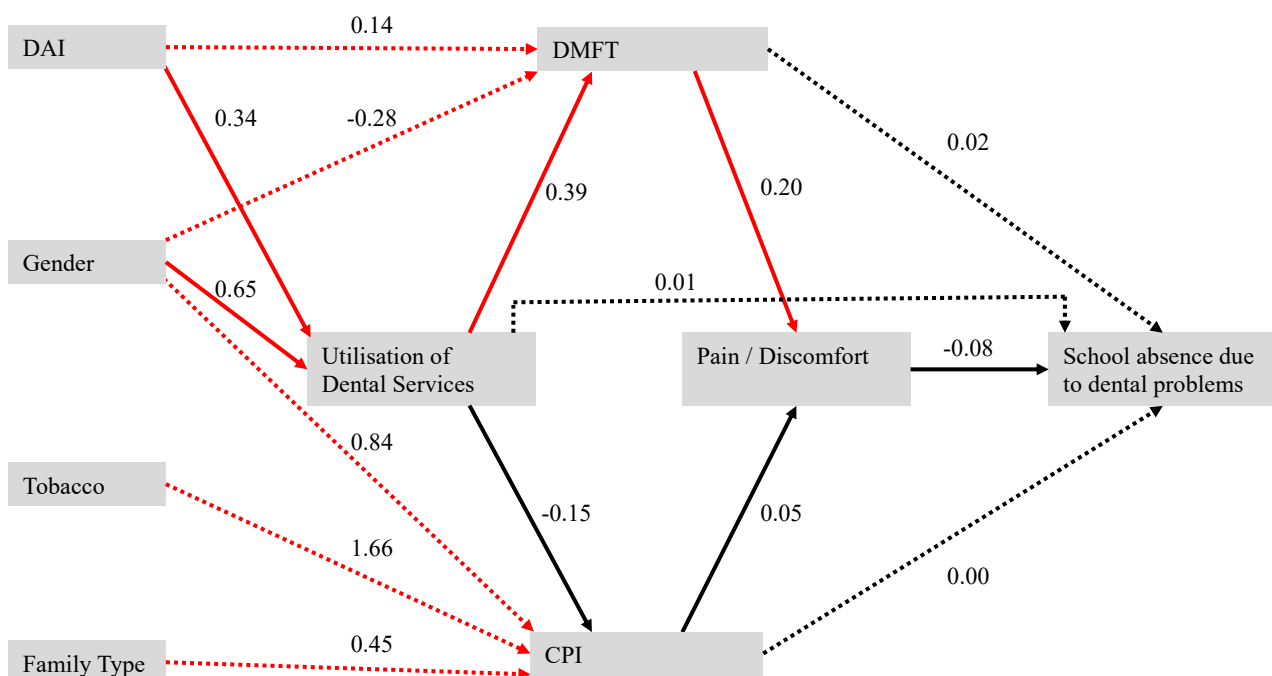 0.14
DAI
DMFT
0.34
-0.28
0.02
0.39
0.20
Gender
0.65
0.01
Utilisation of
Dental Services
Pain / Discomfort
-0.08
School absence due
to dental problems
0.84
Tobacco
-0.15
0.05
1.66
0.00
0.45
Family Type
CPI